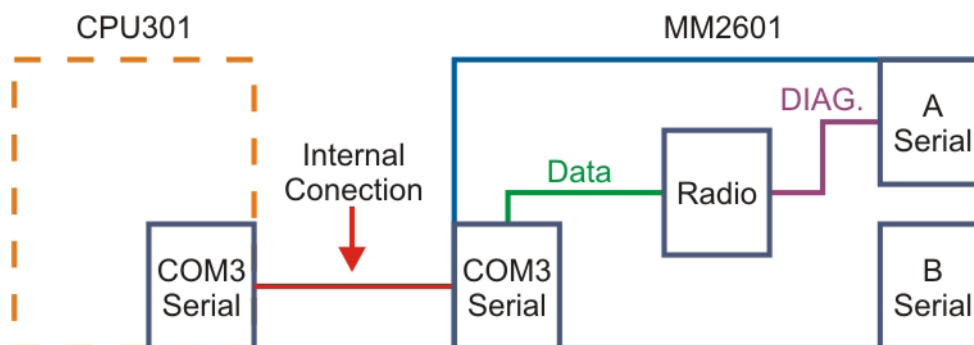 CPU301
MM2601
DIAG.
A
Serial
Internal
Conection
Data
Radio
COM3
Serial
COM3
Serial
B
Serial